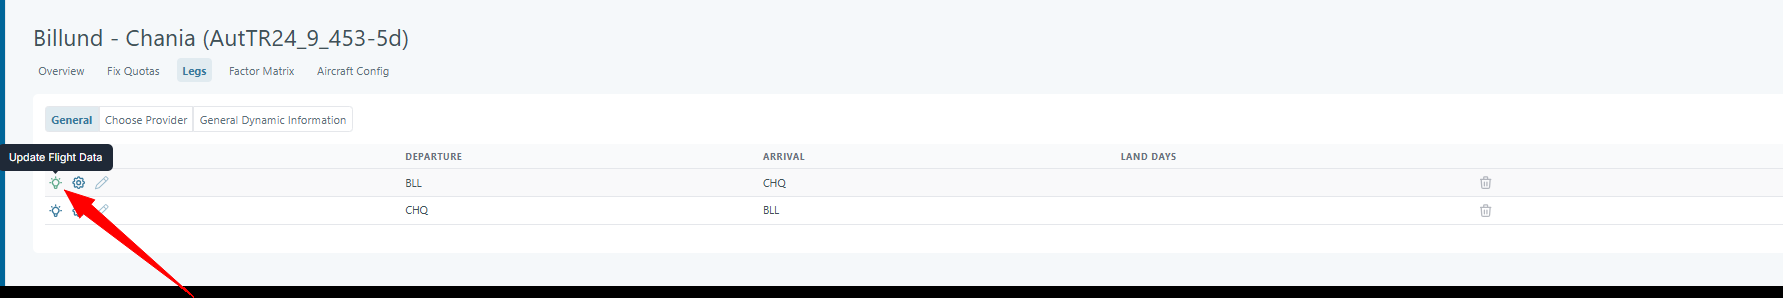 Billund - Chania (AutTR24_9_453-5d)
Overview Fix Quotas Legs Factor Matrix Aircraft Config
General Choose Provider General Dynamic Information
Update Flight Data
DEPARTURE ARRIVAL LAND DAYS
BLL CHQ
CHQ BLL